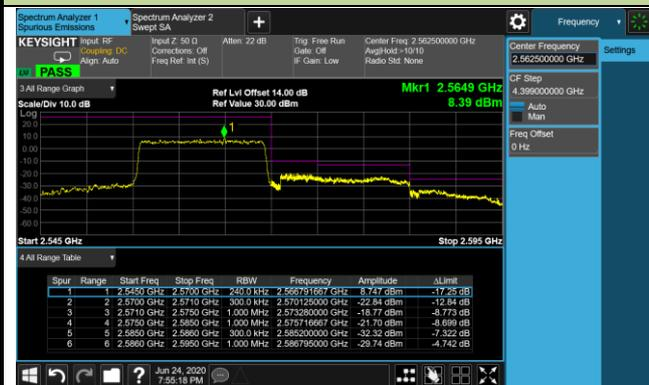 Spectrum Analyzer 1
Spurious Emissions
Spectrum Analyzer 2
Swept SA
Frequency
KEYSIGHT
Input: RF
Coupling: DC
Align: Auto
Input Z: 50 Ω
Corrections: Off
Freq Ref: Int (S)
Atten: 22 dB
Trig: Free Run
Gate: Off
IF Gain: Low
Center Freq: 2.562500000 GHz
Avg|Hold:>10/10
Radio Std: None
PASS
Center Frequency
2.562500000 GHz
Settings
CF Step
4.399000000 GHz
Auto
Man
Freq Offset
0 Hz
3 All Range Graph
Scale/Div 10.0 dB
Ref Lvl Offset 14.00 dB
Ref Value 30.00 dBm
Mkr1 2.5649 GHz
8.39 dBm
Log
20.0
10.0
0.00
-10.0
-20.0
-30.0
-40.0
-50.0
-60.0
1
Start 2.545 GHz
Stop 2.595 GHz
4 All Range Table
Spur Range Start Freq Stop Freq RBW Frequency Amplitude ΔLimit
1 1 2.5450 GHz 2.5700 GHz 240.0 kHz 2.566791667 GHz 8.747 dBm -17.25 dB
2 2 2.5700 GHz 2.5710 GHz 300.0 kHz 2.570125000 GHz -22.84 dBm -12.84 dB
3 3 2.5710 GHz 2.5750 GHz 1.000 MHz 2.573280000 GHz -18.77 dBm -8.773 dB
4 4 2.5750 GHz 2.5850 GHz 1.000 MHz 2.575716667 GHz -21.70 dBm -8.699 dB
5 5 2.5850 GHz 2.5860 GHz 300.0 kHz 2.585200000 GHz -32.32 dBm -7.322 dB
6 6 2.5860 GHz 2.5950 GHz 1.000 MHz 2.586795000 GHz -29.74 dBm -4.742 dB
Jun 24, 2020
7:55:18 PM